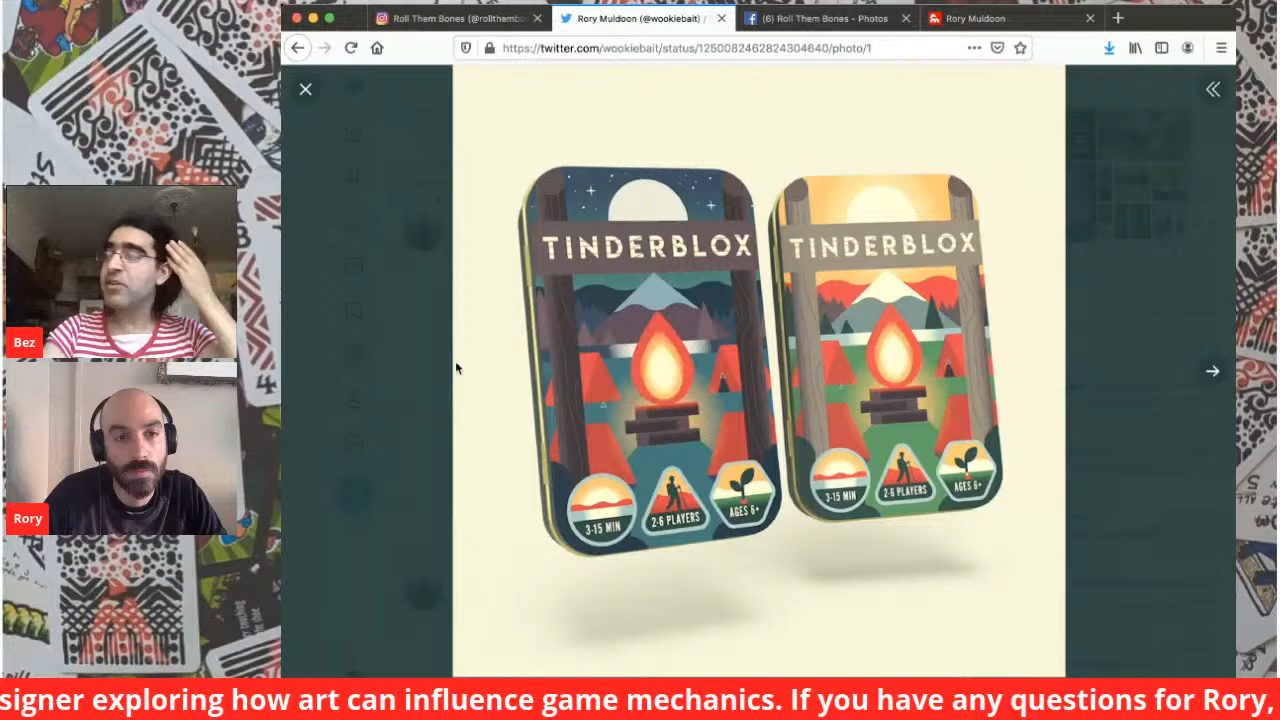 Roll Them Bones (@rollthembo
Rory Muldoon (@wookiebait) /
(6) Roll Them Bones - Photos
Rory Muldoon
https://twitter.com/wookiebait/status/1250082462824304640/photo/1
TINDERBLOX
3-15 MIN
2-6 PLAYERS
AGES 6+
TINDERBLOX
3-15 MIN
2-6 PLAYERS
AGES 6+
Bez
Rory
signer exploring how art can influence game mechanics. If you have any questions for Rory,